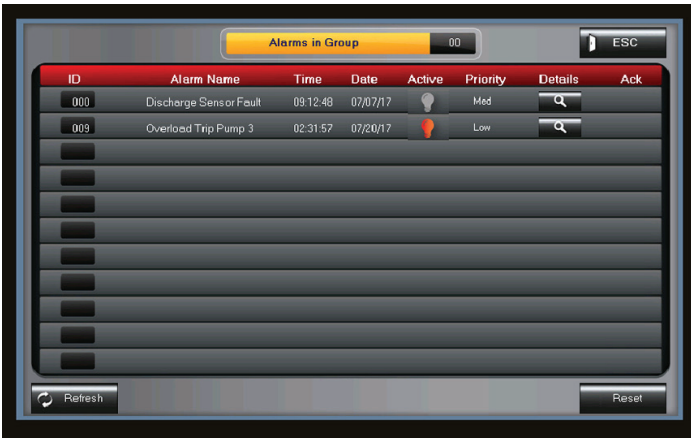 Alarms in Group 00 ESC
ID Alarm Name Time Date Active Priority Details Ack
000 Discharge Sensor Fault 09:12:48 07/07/17 Med
009 Overload Trip Pump 3 02:31:57 07/20/17 Low
Refresh Reset